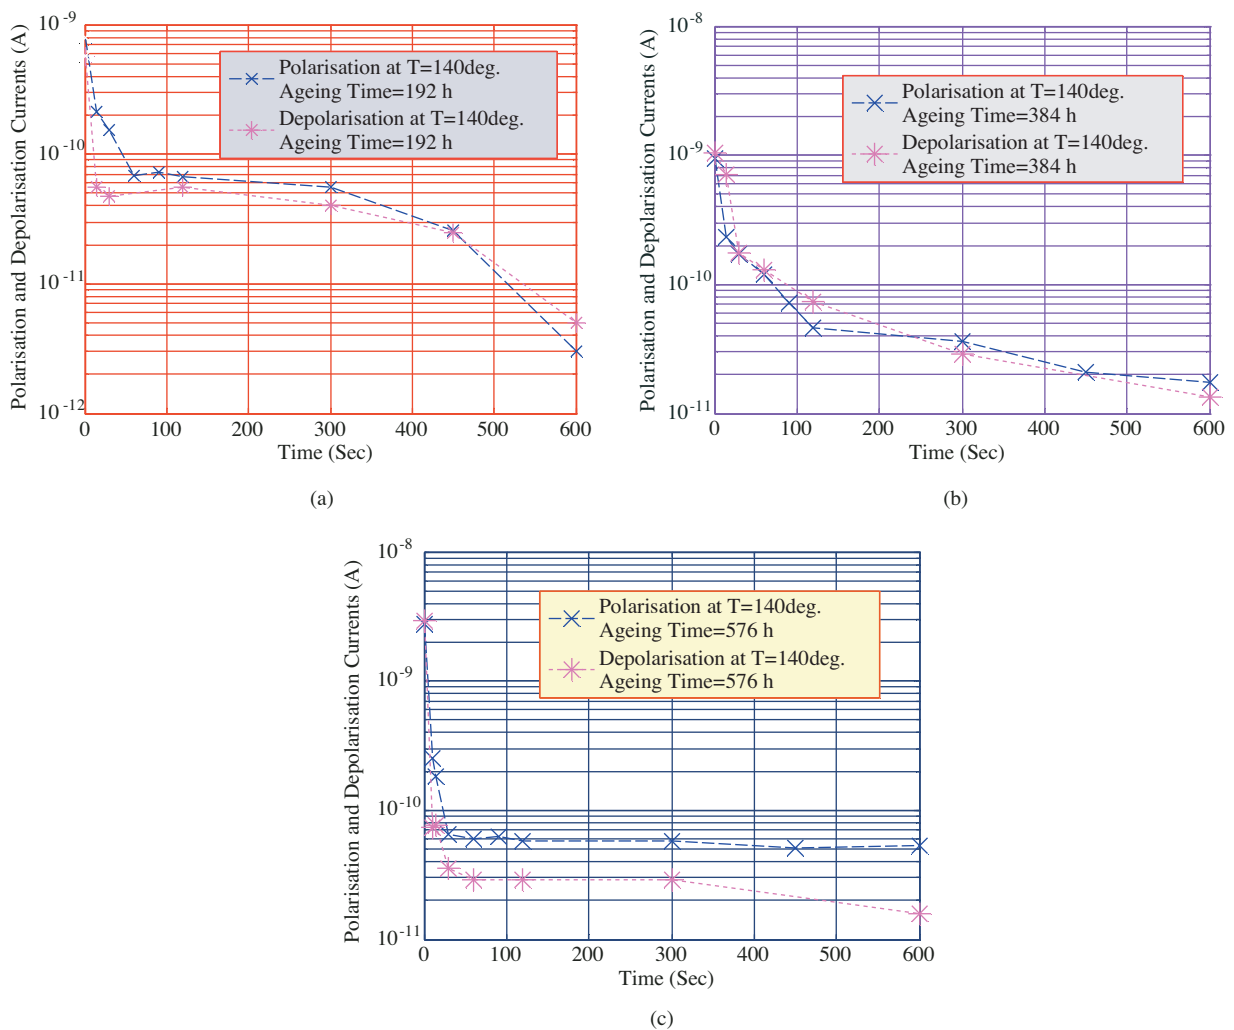 Polarisation and Depolarisation Currents (A)
10-9
10-10
10-11
10-12
Polarisation at T=140deg.
Ageing Time=192 h
Depolarisation at T=140deg.
Ageing Time=192 h
0 100 200 300 400 500 600
Time (Sec)
(a)
Polarisation and Depolarisation Currents (A)
10-8
10-9
10-10
10-11
Polarisation at T=140deg.
Ageing Time=384 h
Depolarisation at T=140deg.
Ageing Time=384 h
0 100 200 300 400 500 600
Time (Sec)
(b)
Polarisation and Depolarisation Currents (A)
10-8
10-9
10-10
10-11
Polarisation at T=140deg.
Ageing Time=576 h
Depolarisation at T=140deg.
Ageing Time=576 h
0 100 200 300 400 500 600
Time (Sec)
(c)